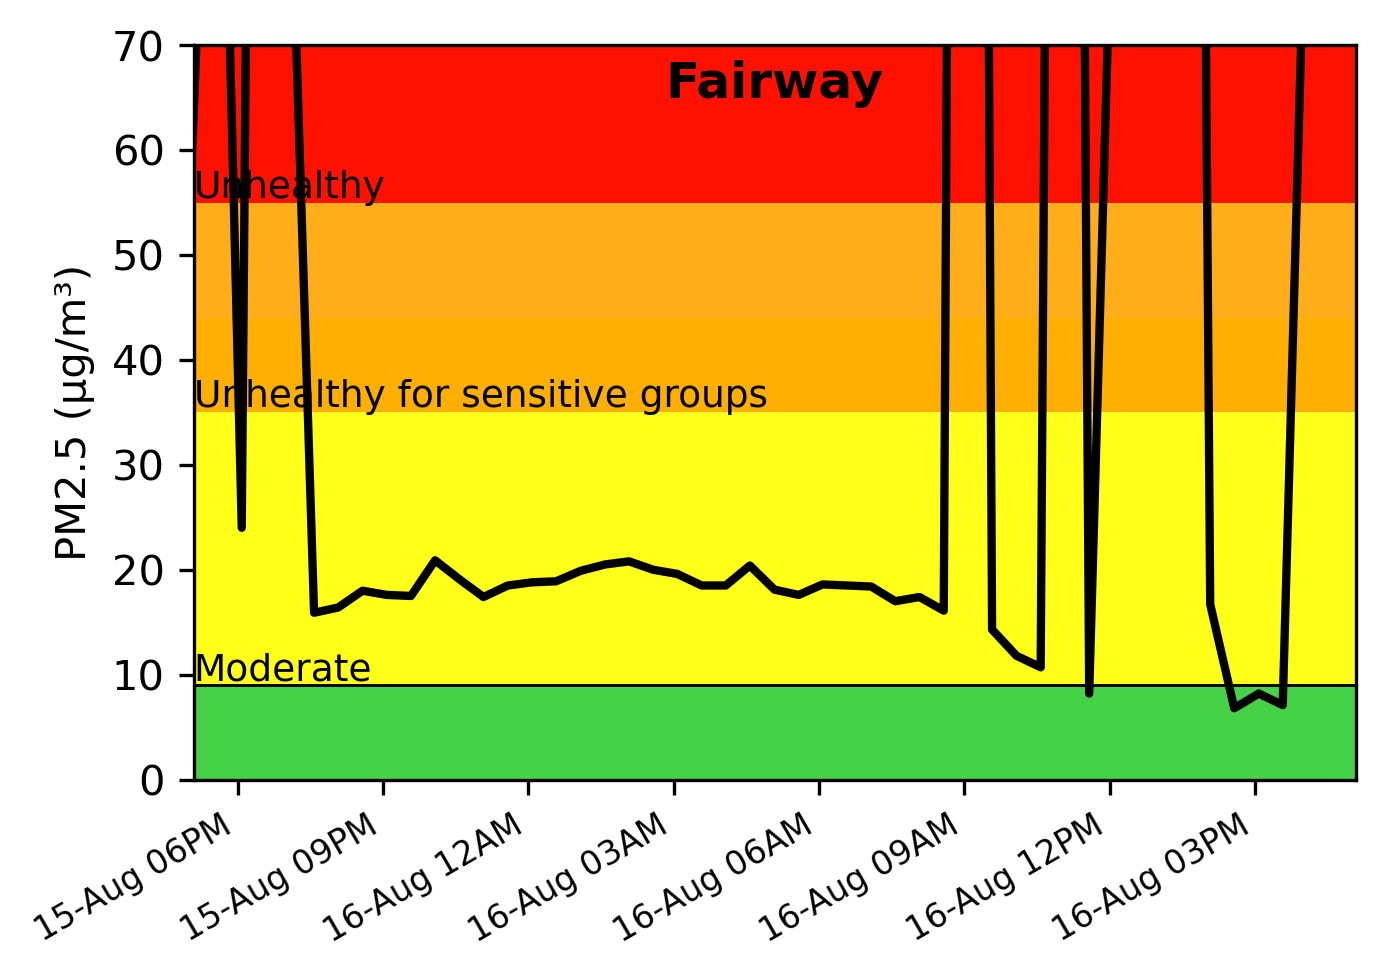 Fairway
70
60
50
40
30
20
10
0
PM2.5 (µg/m³)
Unhealthy
Unhealthy for sensitive groups
Moderate
15-Aug 06PM
15-Aug 09PM
16-Aug 12AM
16-Aug 03AM
16-Aug 06AM
16-Aug 09AM
16-Aug 12PM
16-Aug 03PM